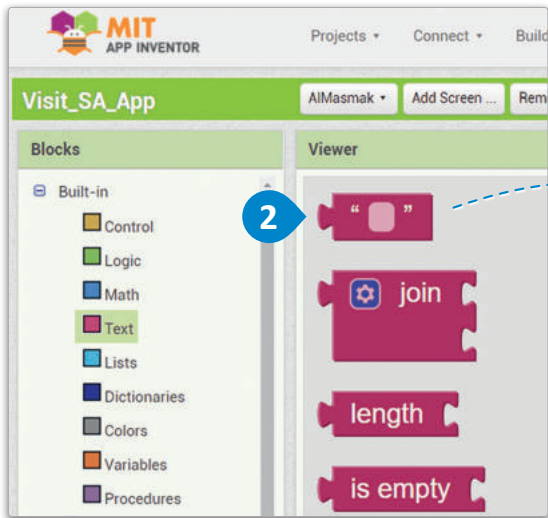 MIT
APP INVENTOR
Projects
Connect
Build
Visit_SA_App
AlMasmak
Add Screen ...
Rem
Blocks
Viewer
Built-in
Control
Logic
Math
Text
Lists
Dictionaries
Colors
Variables
Procedures
2
“ ”
join
length
is empty